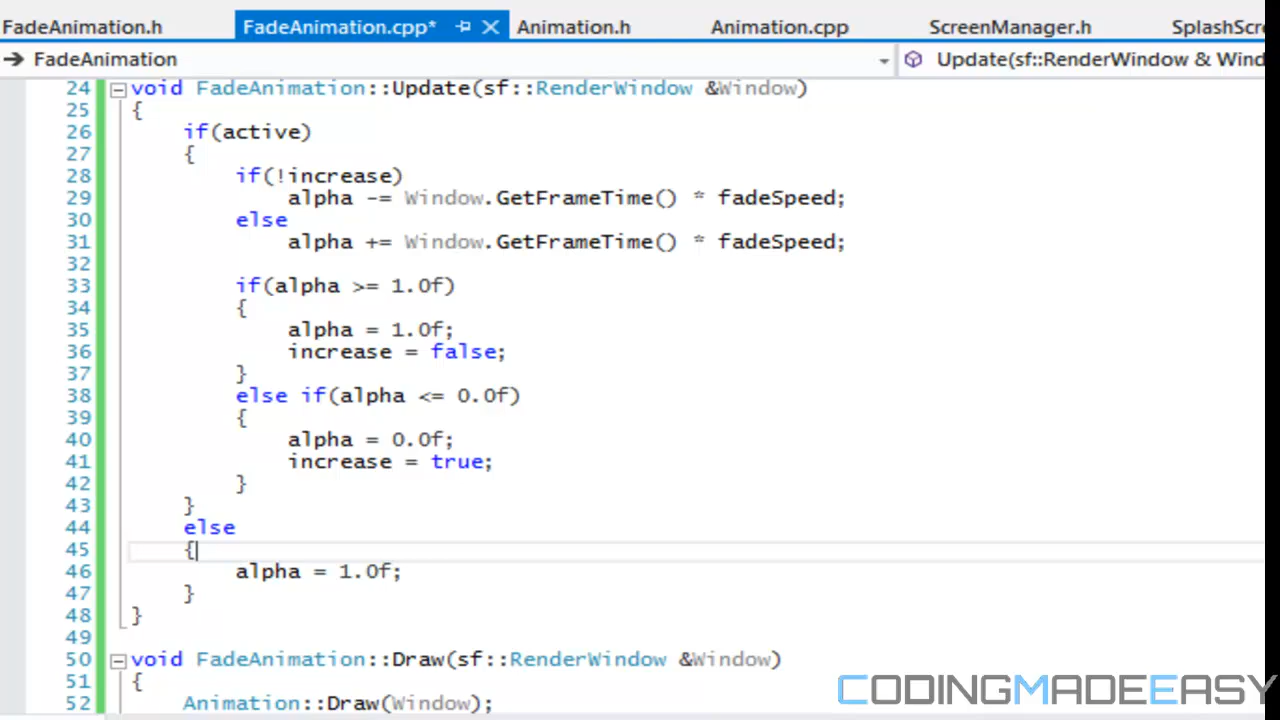 FadeAnimation.h FadeAnimation.cpp* Animation.h Animation.cpp ScreenManager.h SplashScre
FadeAnimation Update(sf::RenderWindow & Wind
24 void FadeAnimation::Update(sf::RenderWindow &Window)
25 {
26 if(active)
27 {
28 if(!increase)
29 alpha -= Window.GetFrameTime() * fadeSpeed;
30 else
31 alpha += Window.GetFrameTime() * fadeSpeed;
32
33 if(alpha >= 1.0f)
34 {
35 alpha = 1.0f;
36 increase = false;
37 }
38 else if(alpha <= 0.0f)
39 {
40 alpha = 0.0f;
41 increase = true;
42 }
43 }
44 else
45 {
46 alpha = 1.0f;
47 }
48 }
49
50 void FadeAnimation::Draw(sf::RenderWindow &Window)
51 {
52 Animation::Draw(Window);
CODINGMADEEASY